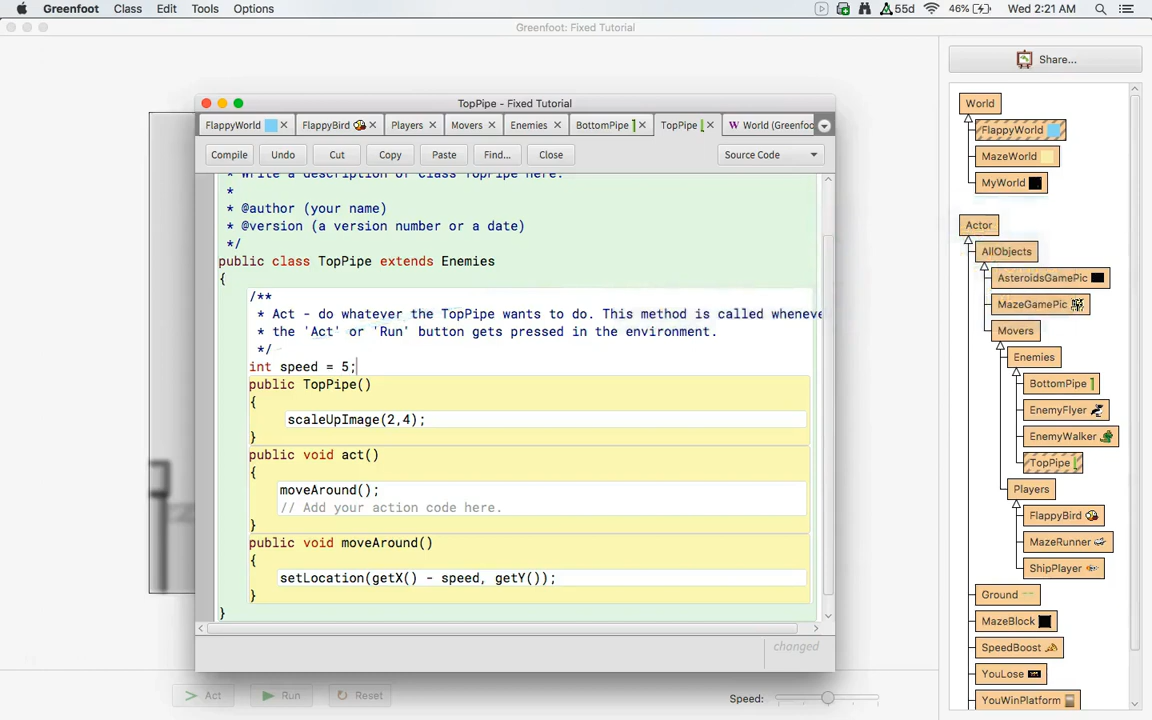 Greenfoot Class Edit Tools Options 55d 46% Wed 2:21 AM
Greenfoot: Fixed Tutorial
Share...
TopPipe - Fixed Tutorial
FlappyWorld FlappyBird Players Movers Enemies BottomPipe TopPipe W World (Greenfoo
Compile Undo Cut Copy Paste Find... Close Source Code
* Write a description of class TopPipe here.
*
* @author (your name)
* @version (a version number or a date)
*/
public class TopPipe extends Enemies
{
/**
* Act - do whatever the TopPipe wants to do. This method is called wheneve
* the 'Act' or 'Run' button gets pressed in the environment.
*/
int speed = 5;
public TopPipe()
{
scaleUpImage(2,4);
}
public void act()
{
moveAround();
// Add your action code here.
}
public void moveAround()
{
setLocation(getX() - speed, getY());
}
}
changed
> Act Run Reset Speed:
World
FlappyWorld
MazeWorld
MyWorld
Actor
AllObjects
AsteroidsGamePic
MazeGamePic
Movers
Enemies
BottomPipe
EnemyFlyer
EnemyWalker
TopPipe
Players
FlappyBird
MazeRunner
ShipPlayer
Ground
MazeBlock
SpeedBoost
YouLose
YouWinPlatform